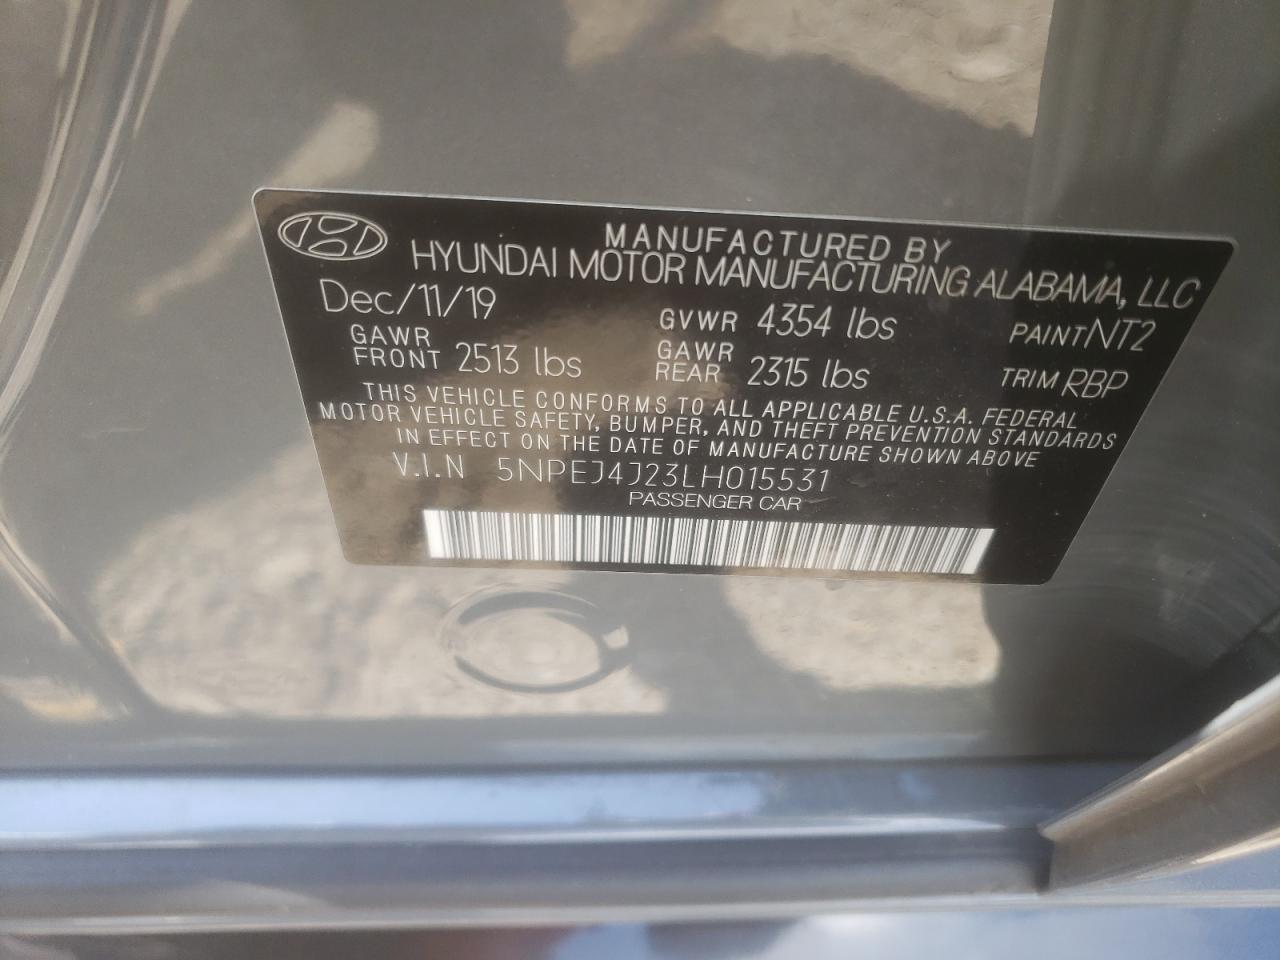 MANUFACTURED BY
HYUNDAI MOTOR MANUFACTURING ALABAMA, LLC
Dec/11/19 GVWR 4354 lbs PAINT NT2
GAWR FRONT 2513 lbs GAWR REAR 2315 lbs TRIM RBP
THIS VEHICLE CONFORMS TO ALL APPLICABLE U.S.A. FEDERAL
MOTOR VEHICLE SAFETY, BUMPER, AND THEFT PREVENTION STANDARDS
IN EFFECT ON THE DATE OF MANUFACTURE SHOWN ABOVE
V.I.N 5NPEJ4J23LH015531
PASSENGER CAR